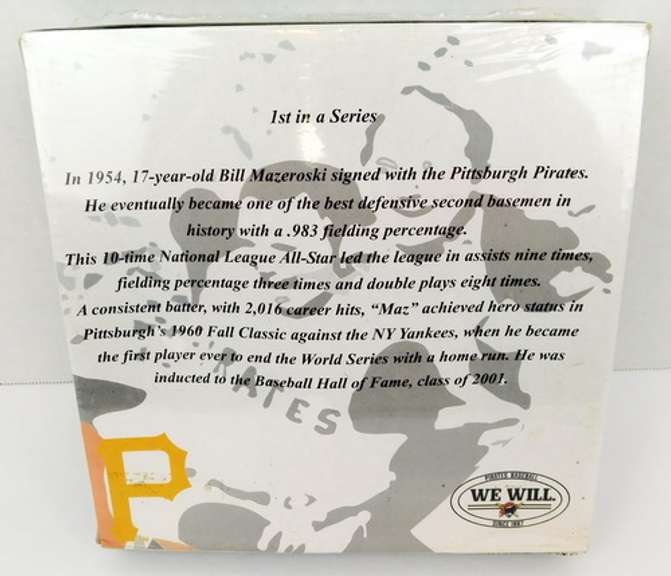 1st in a Series
In 1954, 17-year-old Bill Mazeroski signed with the Pittsburgh Pirates.
He eventually became one of the best defensive second basemen in
history with a .983 fielding percentage.
This 10-time National League All-Star led the league in assists nine times,
fielding percentage three times and double plays eight times.
A consistent batter, with 2,016 career hits, “Maz” achieved hero status in
Pittsburgh’s 1960 Fall Classic against the NY Yankees, when he became
the first player ever to end the World Series with a home run. He was
inducted to the Baseball Hall of Fame, class of 2001.
RATES
P
PIRATES BASEBALL
WE WILL.
SINCE 1887